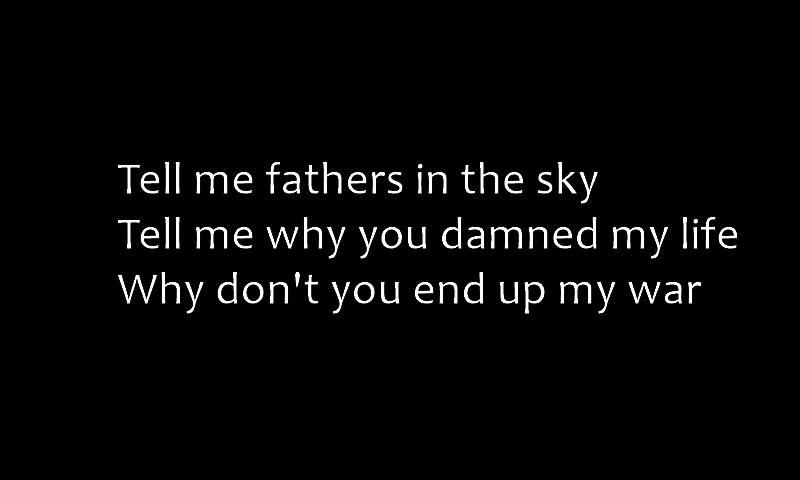 Tell me fathers in the sky
Tell me why you damned my life
Why don't you end up my war